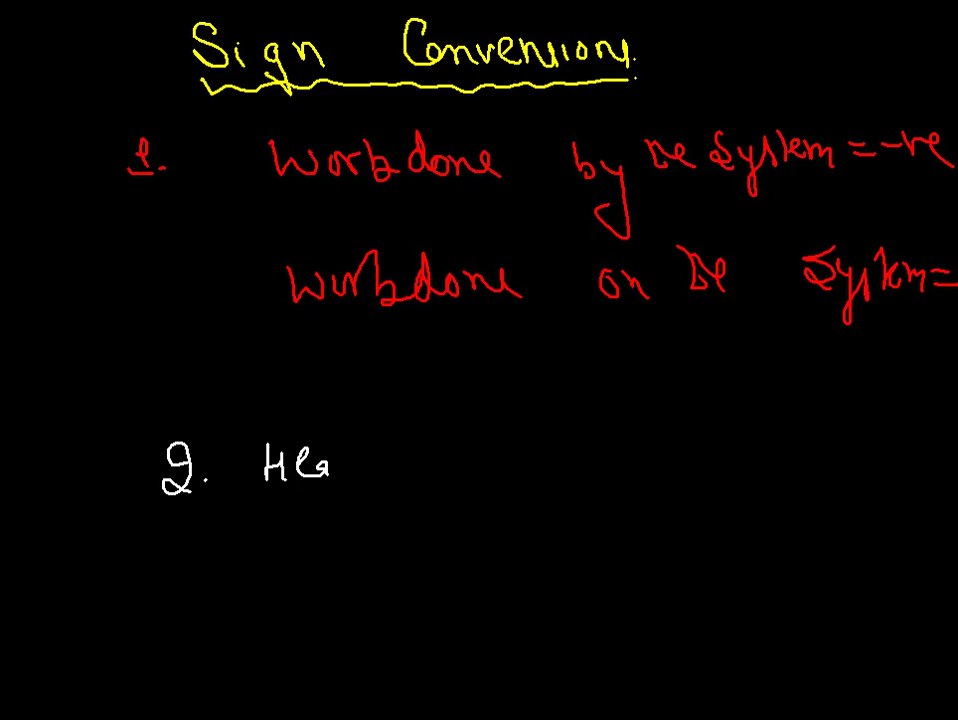 Sign Conventions.
1. Workdone by the System = -ve
Workdone on the System =
2. Hea